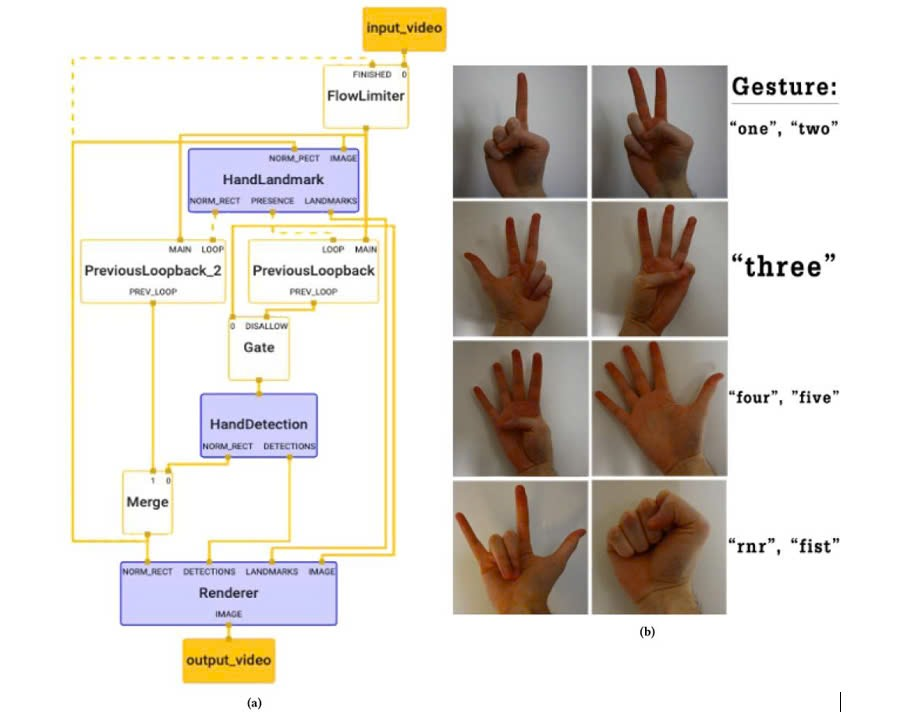 input_video
FINISHED 0
FlowLimiter
NORM_PECT IMAGE
HandLandmark
NORM_RECT PRESENCE LANDMARKS
MAIN LOOP
PreviousLoopback_2
PREV_LOOP
LOOP MAIN
PreviousLoopback
PREV_LOOP
0 DISALLOW
Gate
HandDetection
NORM_RECT DETECTIONS
1 0
Merge
NORM_RECT DETECTIONS LANDMARKS IMAGE
Renderer
IMAGE
output_video
(a)
Gesture:
“one”, “two”
“three”
“four”, ”five”
“rnr”, “fist”
(b)